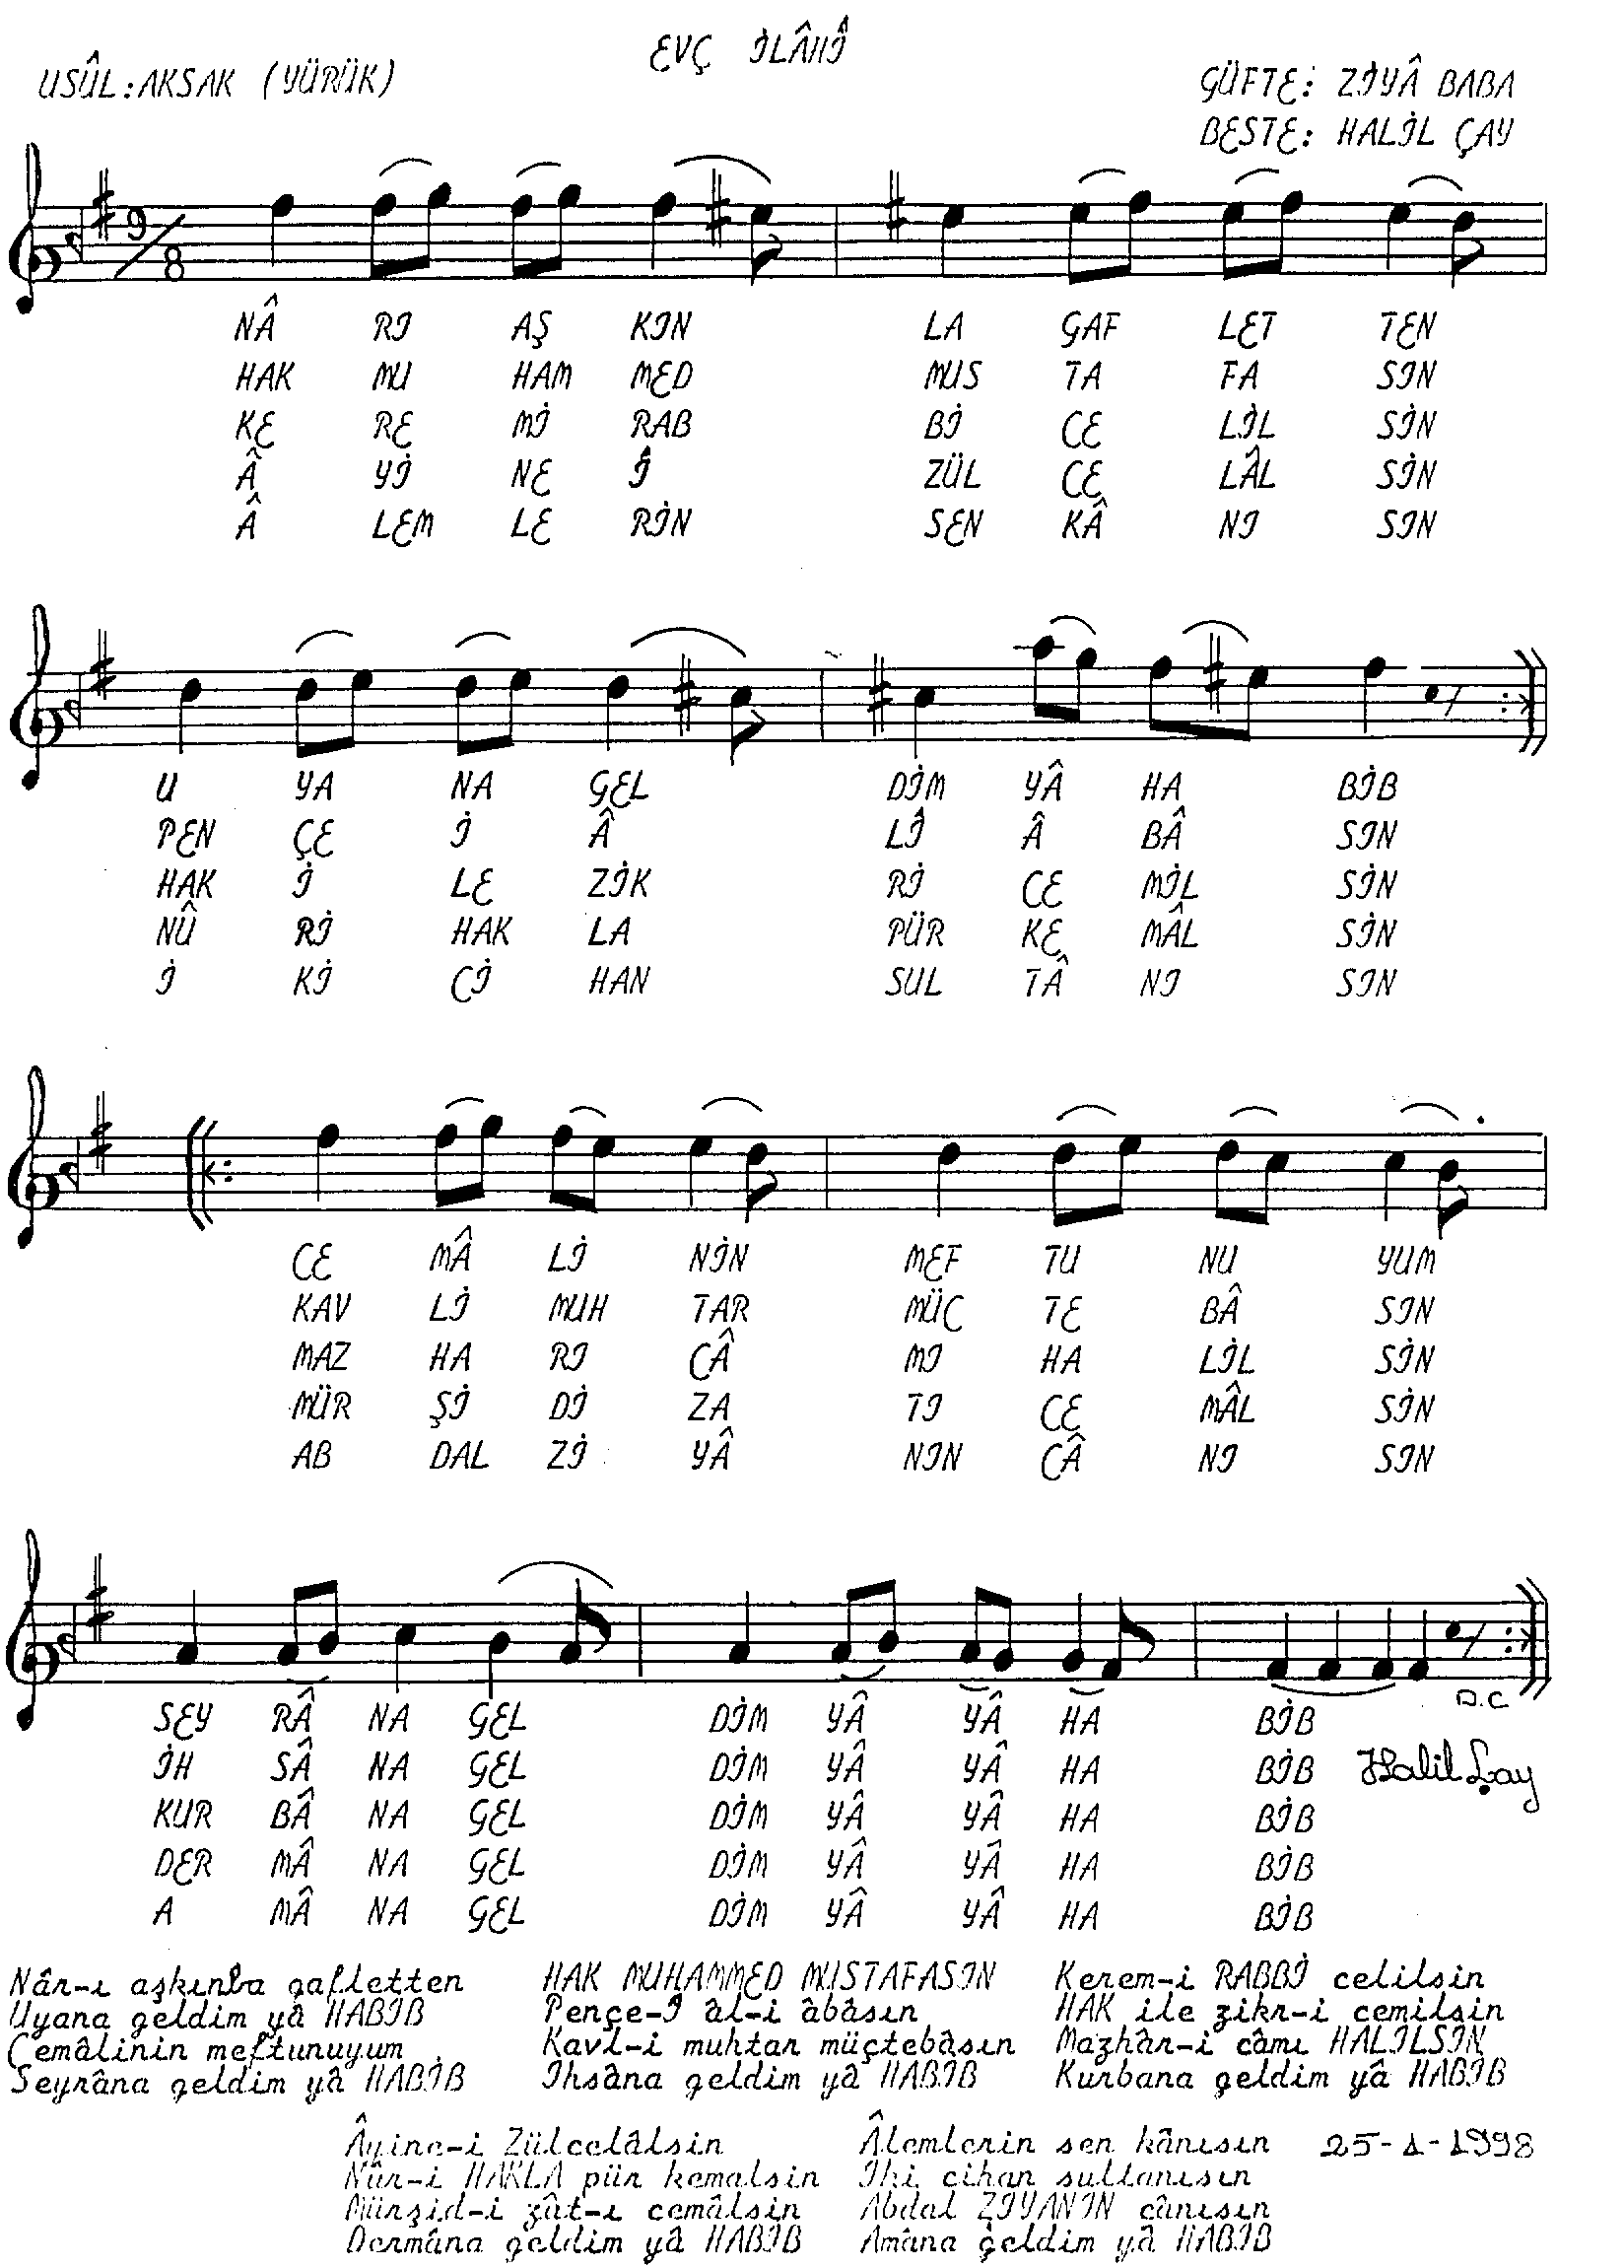 EVÇ İLÂHÎ
USÛL: AKSAK (YÜRÜK)
GÜFTE: ZİYÂ BABA
BESTE: HALİL ÇAY
9/8
NÂ RI AŞ KIN LA GAF LET TEN
HAK MU HAM MED MUS TA FA SIN
KE RE Mİ RAB Bİ CE LİL SİN
Â Yİ NE İ ZÜL CE LÂL SİN
Â LEM LE RİN SEN KÂ NI SIN
U YA NA GEL DİM YÂ HA BİB
PEN ÇE İ Â LÎ Â BÂ SIN
HAK İ LE ZİK Rİ CE MİL SİN
NÛ Rİ HAK LA PÜR KE MÂL SİN
İ Kİ Cİ HAN SUL TÂ NI SIN
CE MÂ Lİ NİN MEF TU NU YUM
KAV Lİ MUH TAR MÜC TE BÂ SIN
MAZ HA RI CÂ MI HA LİL SİN
MÜR Şİ Dİ ZA TI CE MÂL SİN
AB DAL Zİ YÂ NIN CÂ NI SIN
SEY RÂ NA GEL DİM YÂ YÂ HA BİB
D.C
İH SÂ NA GEL DİM YÂ YÂ HA BİB
Halil Çay
KUR BÂ NA GEL DİM YÂ YÂ HA BİB
DER MÂ NA GEL DİM YÂ YÂ HA BİB
A MÂ NA GEL DİM YÂ YÂ HA BİB
Nâr-ı aşkınla gafletten
Uyana geldim yâ HABİB
Cemâlinin meftunuyum
Seyrâna geldim yâ HABİB
HAK MUHAMMED MUSTAFASIN
Pençe-İ âl-i âbâsın
Kavl-i muhtar müçtebâsın
İhsâna geldim yâ HABİB
Kerem-i RABBİ celilsin
HAK ile zikr-i cemilsin
Mazhâr-i câmı HALİLSİN
Kurbana geldim yâ HABİB
Âyine-i Zülcelâlsin
Nûr-i HAKLA pür kemalsin
Mürşid-i zât-ı cemâlsin
Dermâna geldim yâ HABİB
Âlemlerin sen kânısın
İki cihan sultanısın
Abdal ZİYANIN cânısın
Amâna geldim yâ HABİB
25-1-1998